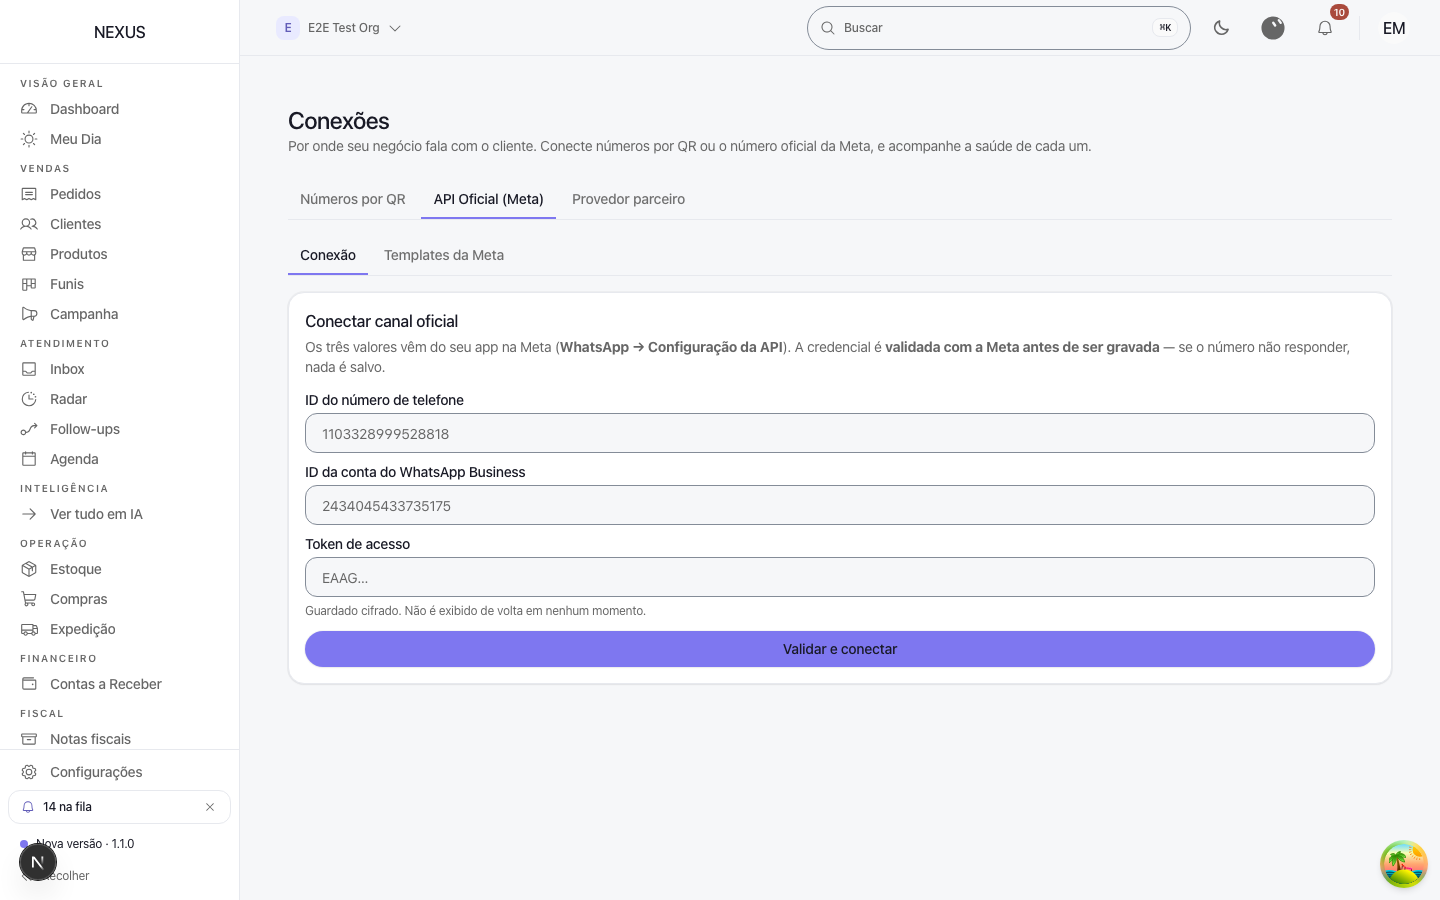 NEXUS
E
E2E Test Org
Buscar
⌘K
10
EM
VISÃO GERAL
Dashboard
Meu Dia
VENDAS
Pedidos
Clientes
Produtos
Funis
Campanha
ATENDIMENTO
Inbox
Radar
Follow-ups
Agenda
INTELIGÊNCIA
Ver tudo em IA
OPERAÇÃO
Estoque
Compras
Expedição
FINANCEIRO
Contas a Receber
FISCAL
Notas fiscais
Configurações
14 na fila
Nova versão · 1.1.0
N
Recolher
Conexões
Por onde seu negócio fala com o cliente. Conecte números por QR ou o número oficial da Meta, e acompanhe a saúde de cada um.
Números por QR
API Oficial (Meta)
Provedor parceiro
Conexão
Templates da Meta
Conectar canal oficial
Os três valores vêm do seu app na Meta (WhatsApp → Configuração da API). A credencial é validada com a Meta antes de ser gravada — se o número não responder,
nada é salvo.
ID do número de telefone
1103328999528818
ID da conta do WhatsApp Business
2434045433735175
Token de acesso
EAAG...
Guardado cifrado. Não é exibido de volta em nenhum momento.
Validar e conectar